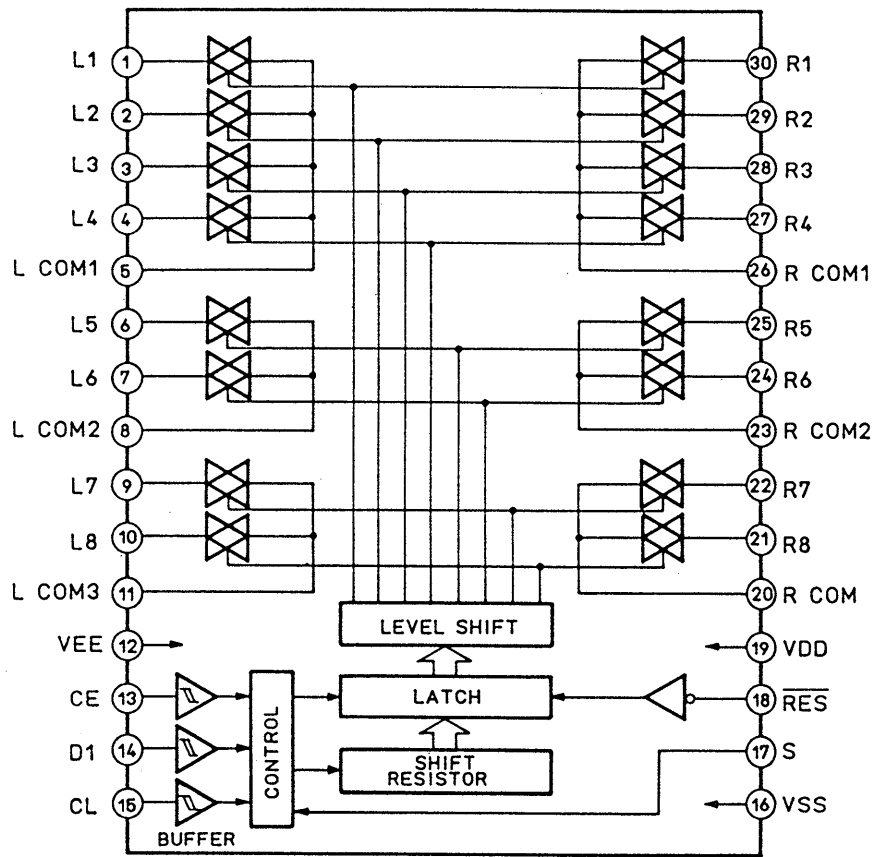 L1 1 30 R1
L2 2 29 R2
L3 3 28 R3
L4 4 27 R4
L COM1 5 26 R COM1
L5 6 25 R5
L6 7 24 R6
L COM2 8 23 R COM2
L7 9 22 R7
L8 10 21 R8
L COM3 11 20 R COM
LEVEL SHIFT
VEE 12 19 VDD
CE 13 LATCH 18 RES
D1 14 CONTROL 17 S
SHIFT
RESISTOR
CL 15 16 VSS
BUFFER